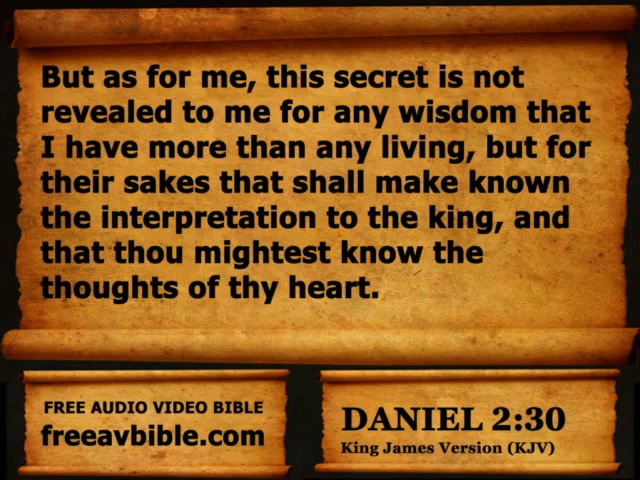 But as for me, this secret is not
revealed to me for any wisdom that
I have more than any living, but for
their sakes that shall make known
the interpretation to the king, and
that thou mightest know the
thoughts of thy heart.
FREE AUDIO VIDEO BIBLE
freeavbible.com
DANIEL 2:30
King James Version (KJV)